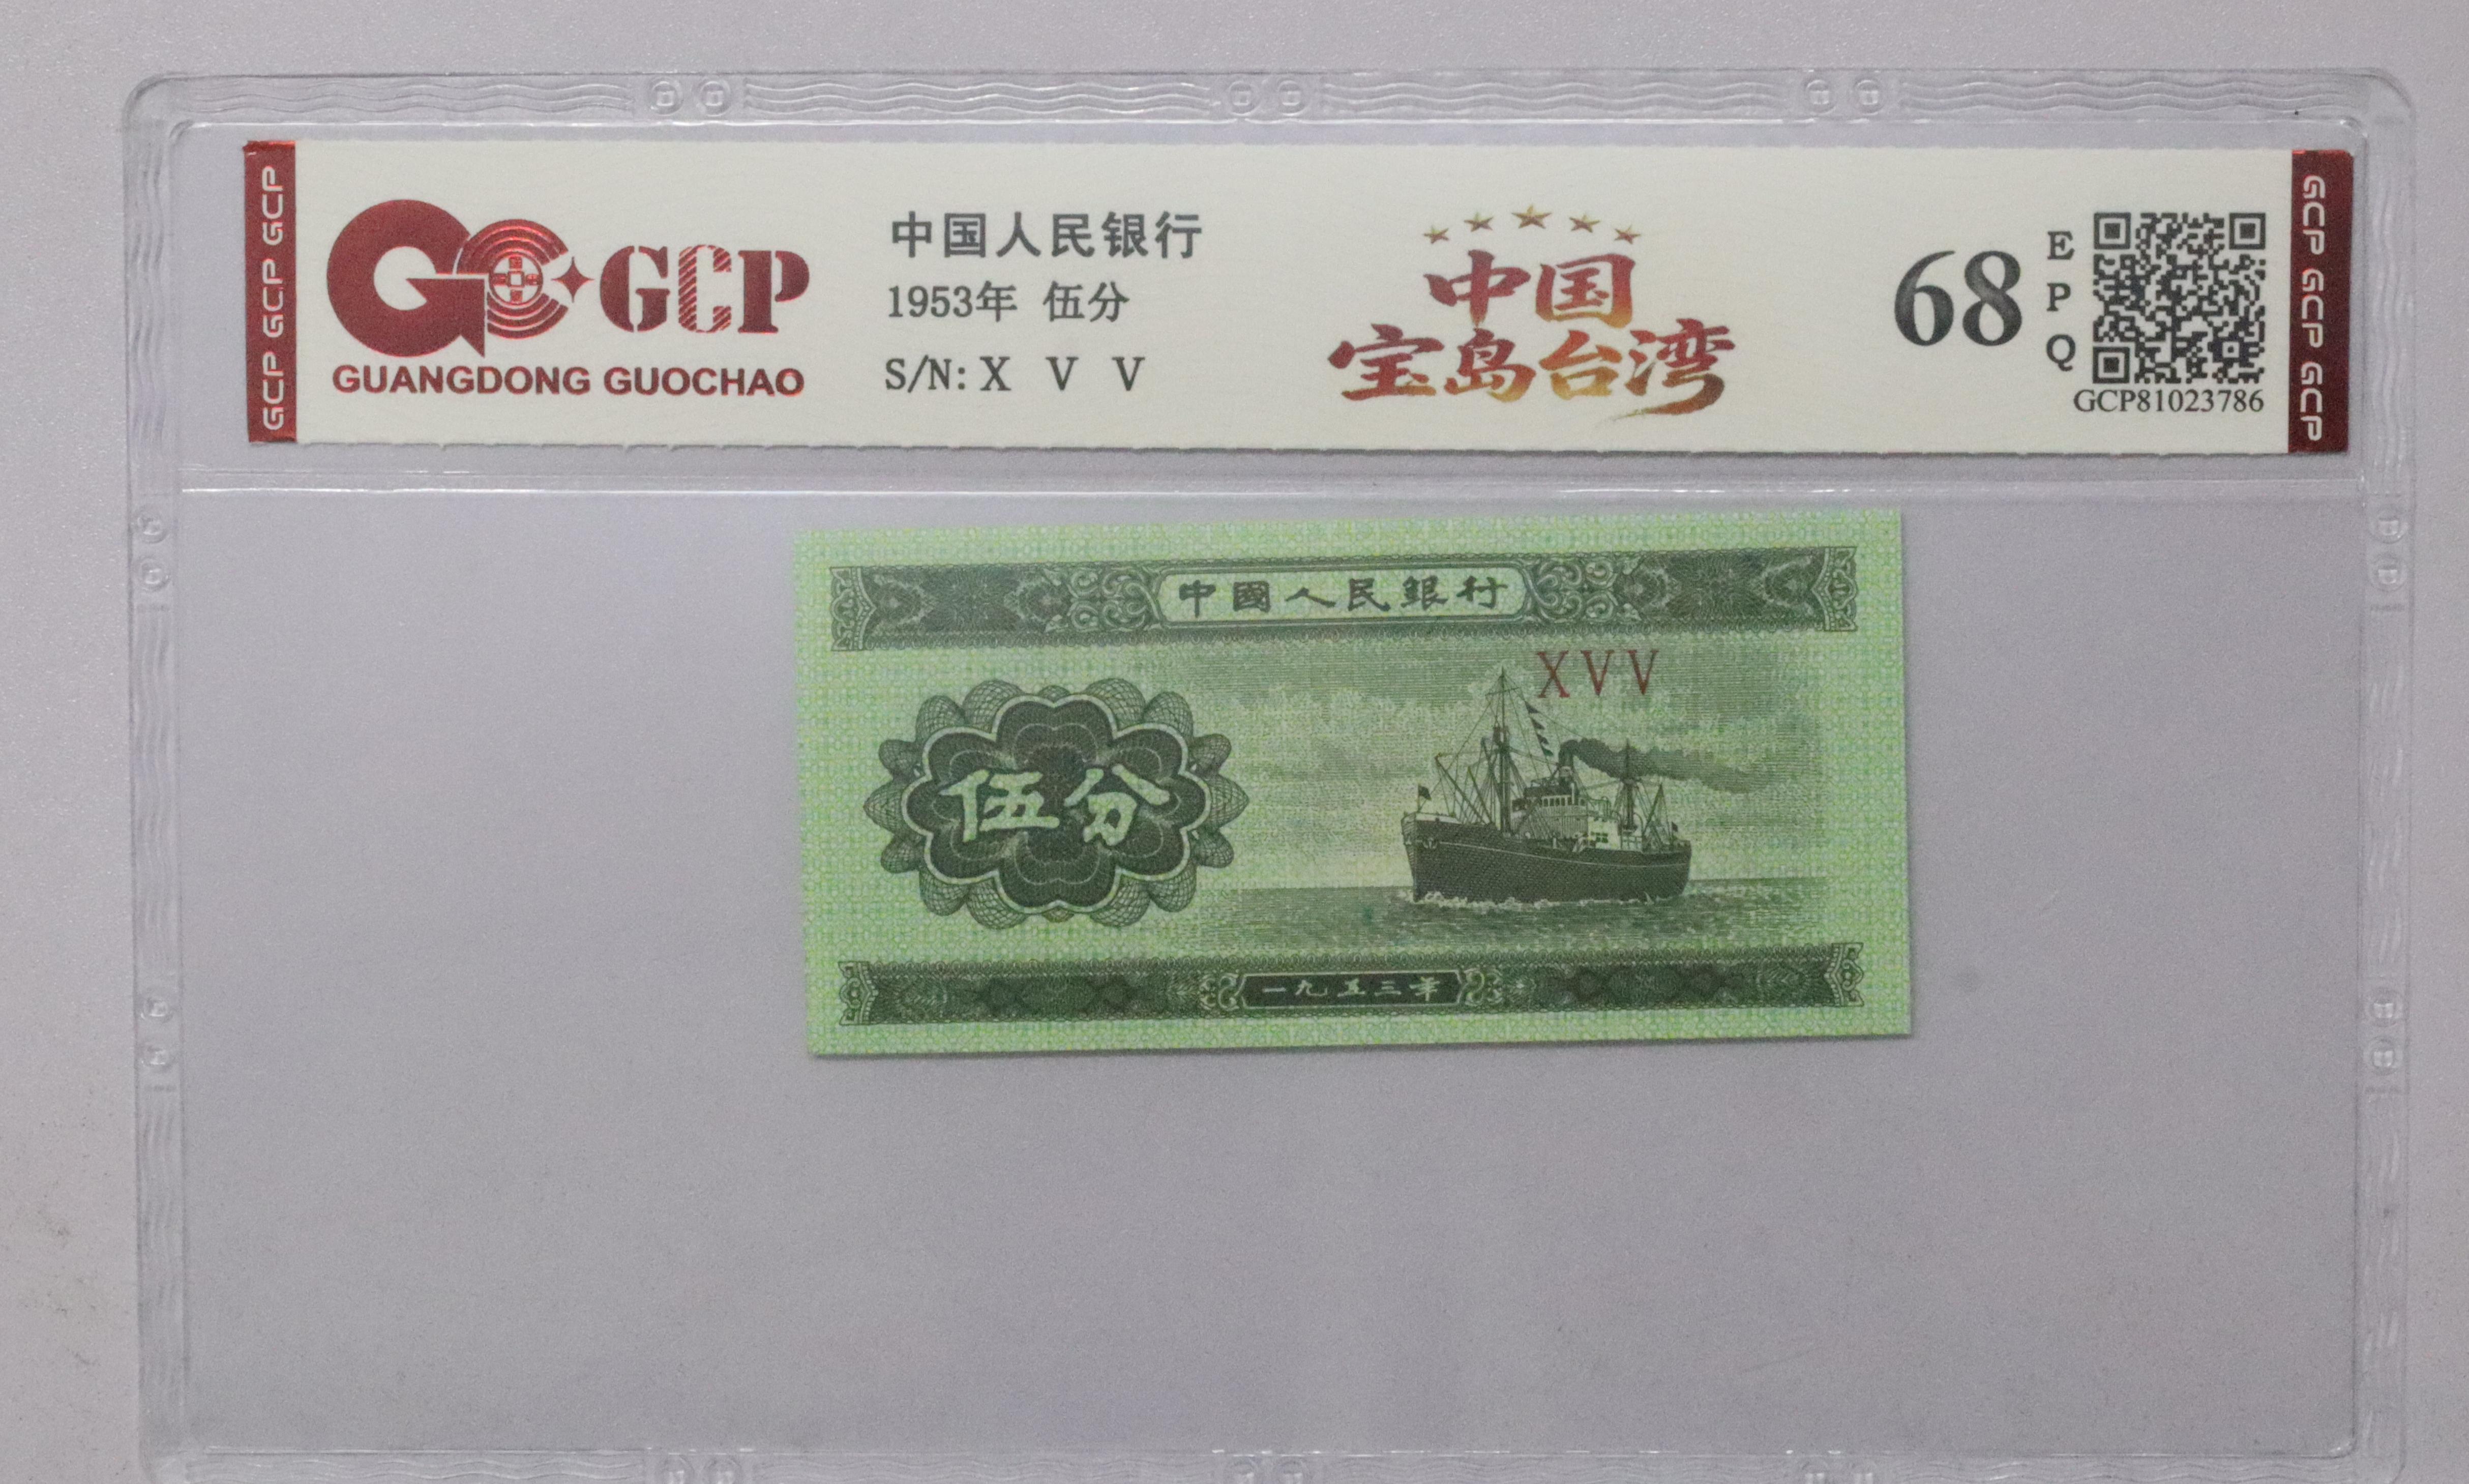 GCP GCP GCP
GCP
GUANGDONG GUOCHAO
中国人民银行
1953年 伍分
S/N: X V V
中国
宝岛台湾
68
E
P
Q
GCP81023786
GCP GCP GCP
中國人民銀行
XVV
伍分
一九五三年